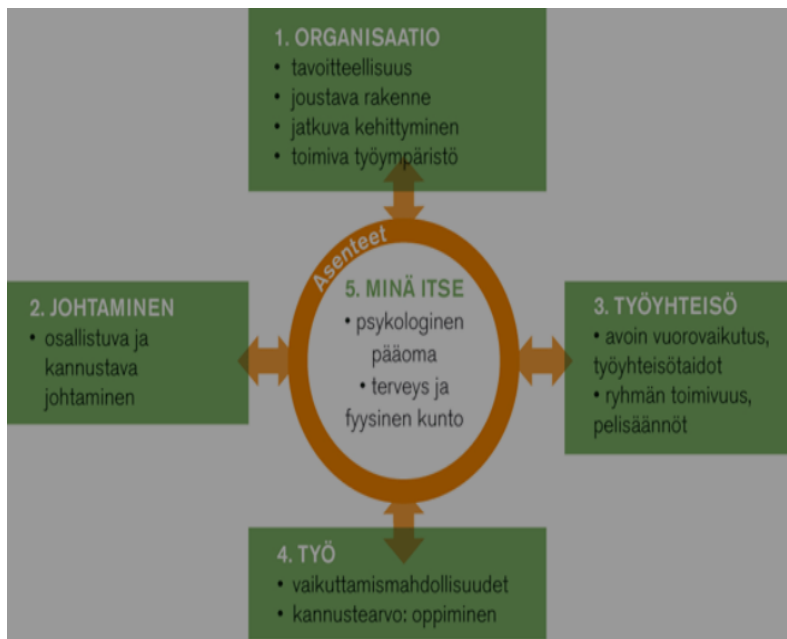 1. ORGANISAATIO
• tavoitteellisuus
• joustava rakenne
• jatkuva kehittyminen
• toimiva työympäristö
Asenteet
2. JOHTAMINEN
• osallistuva ja
kannustava
johtaminen
5. MINÄ ITSE
• psykologinen
pääoma
• terveys ja
fyysinen kunto
3. TYÖYHTEISÖ
• avoin vuorovaikutus,
työyhteisötaidot
• ryhmän toimivuus,
pelisäännöt
4. TYÖ
• vaikuttamismahdollisuudet
• kannustearvo: oppiminen